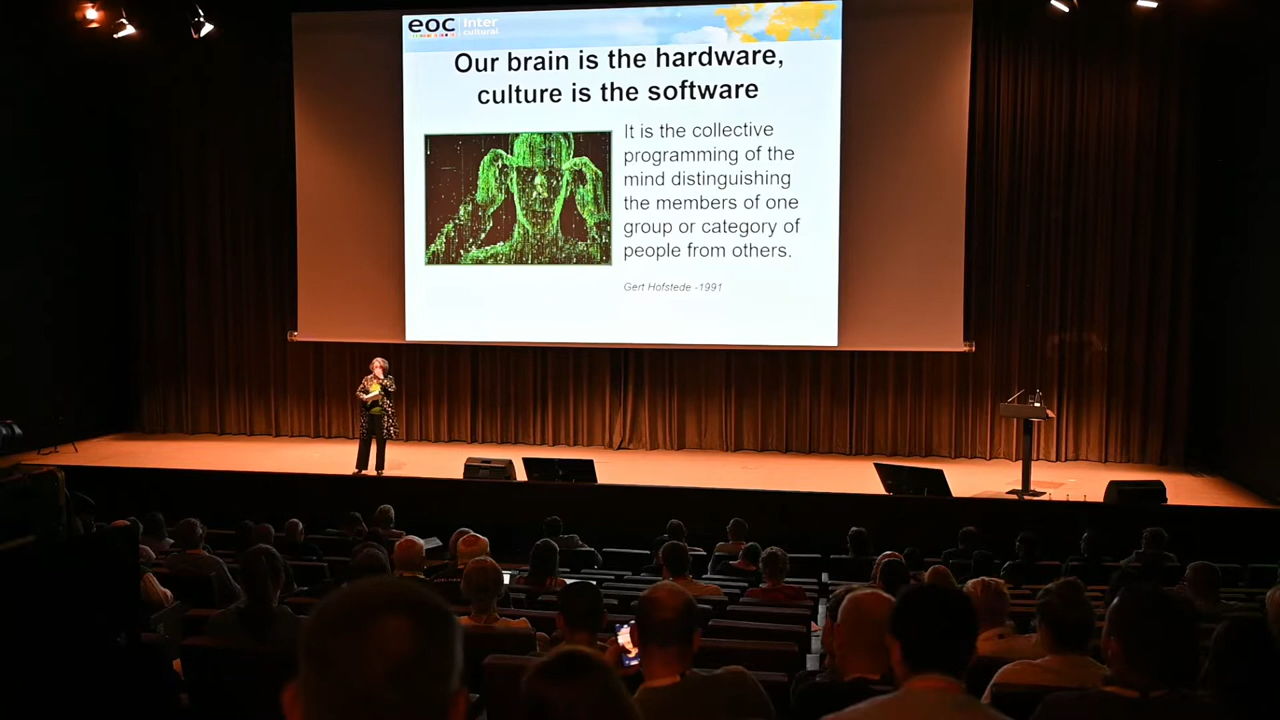 eoc Inter
cultural
Our brain is the hardware,
culture is the software
It is the collective
programming of the
mind distinguishing
the members of one
group or category of
people from others.
Gert Hofstede -1991